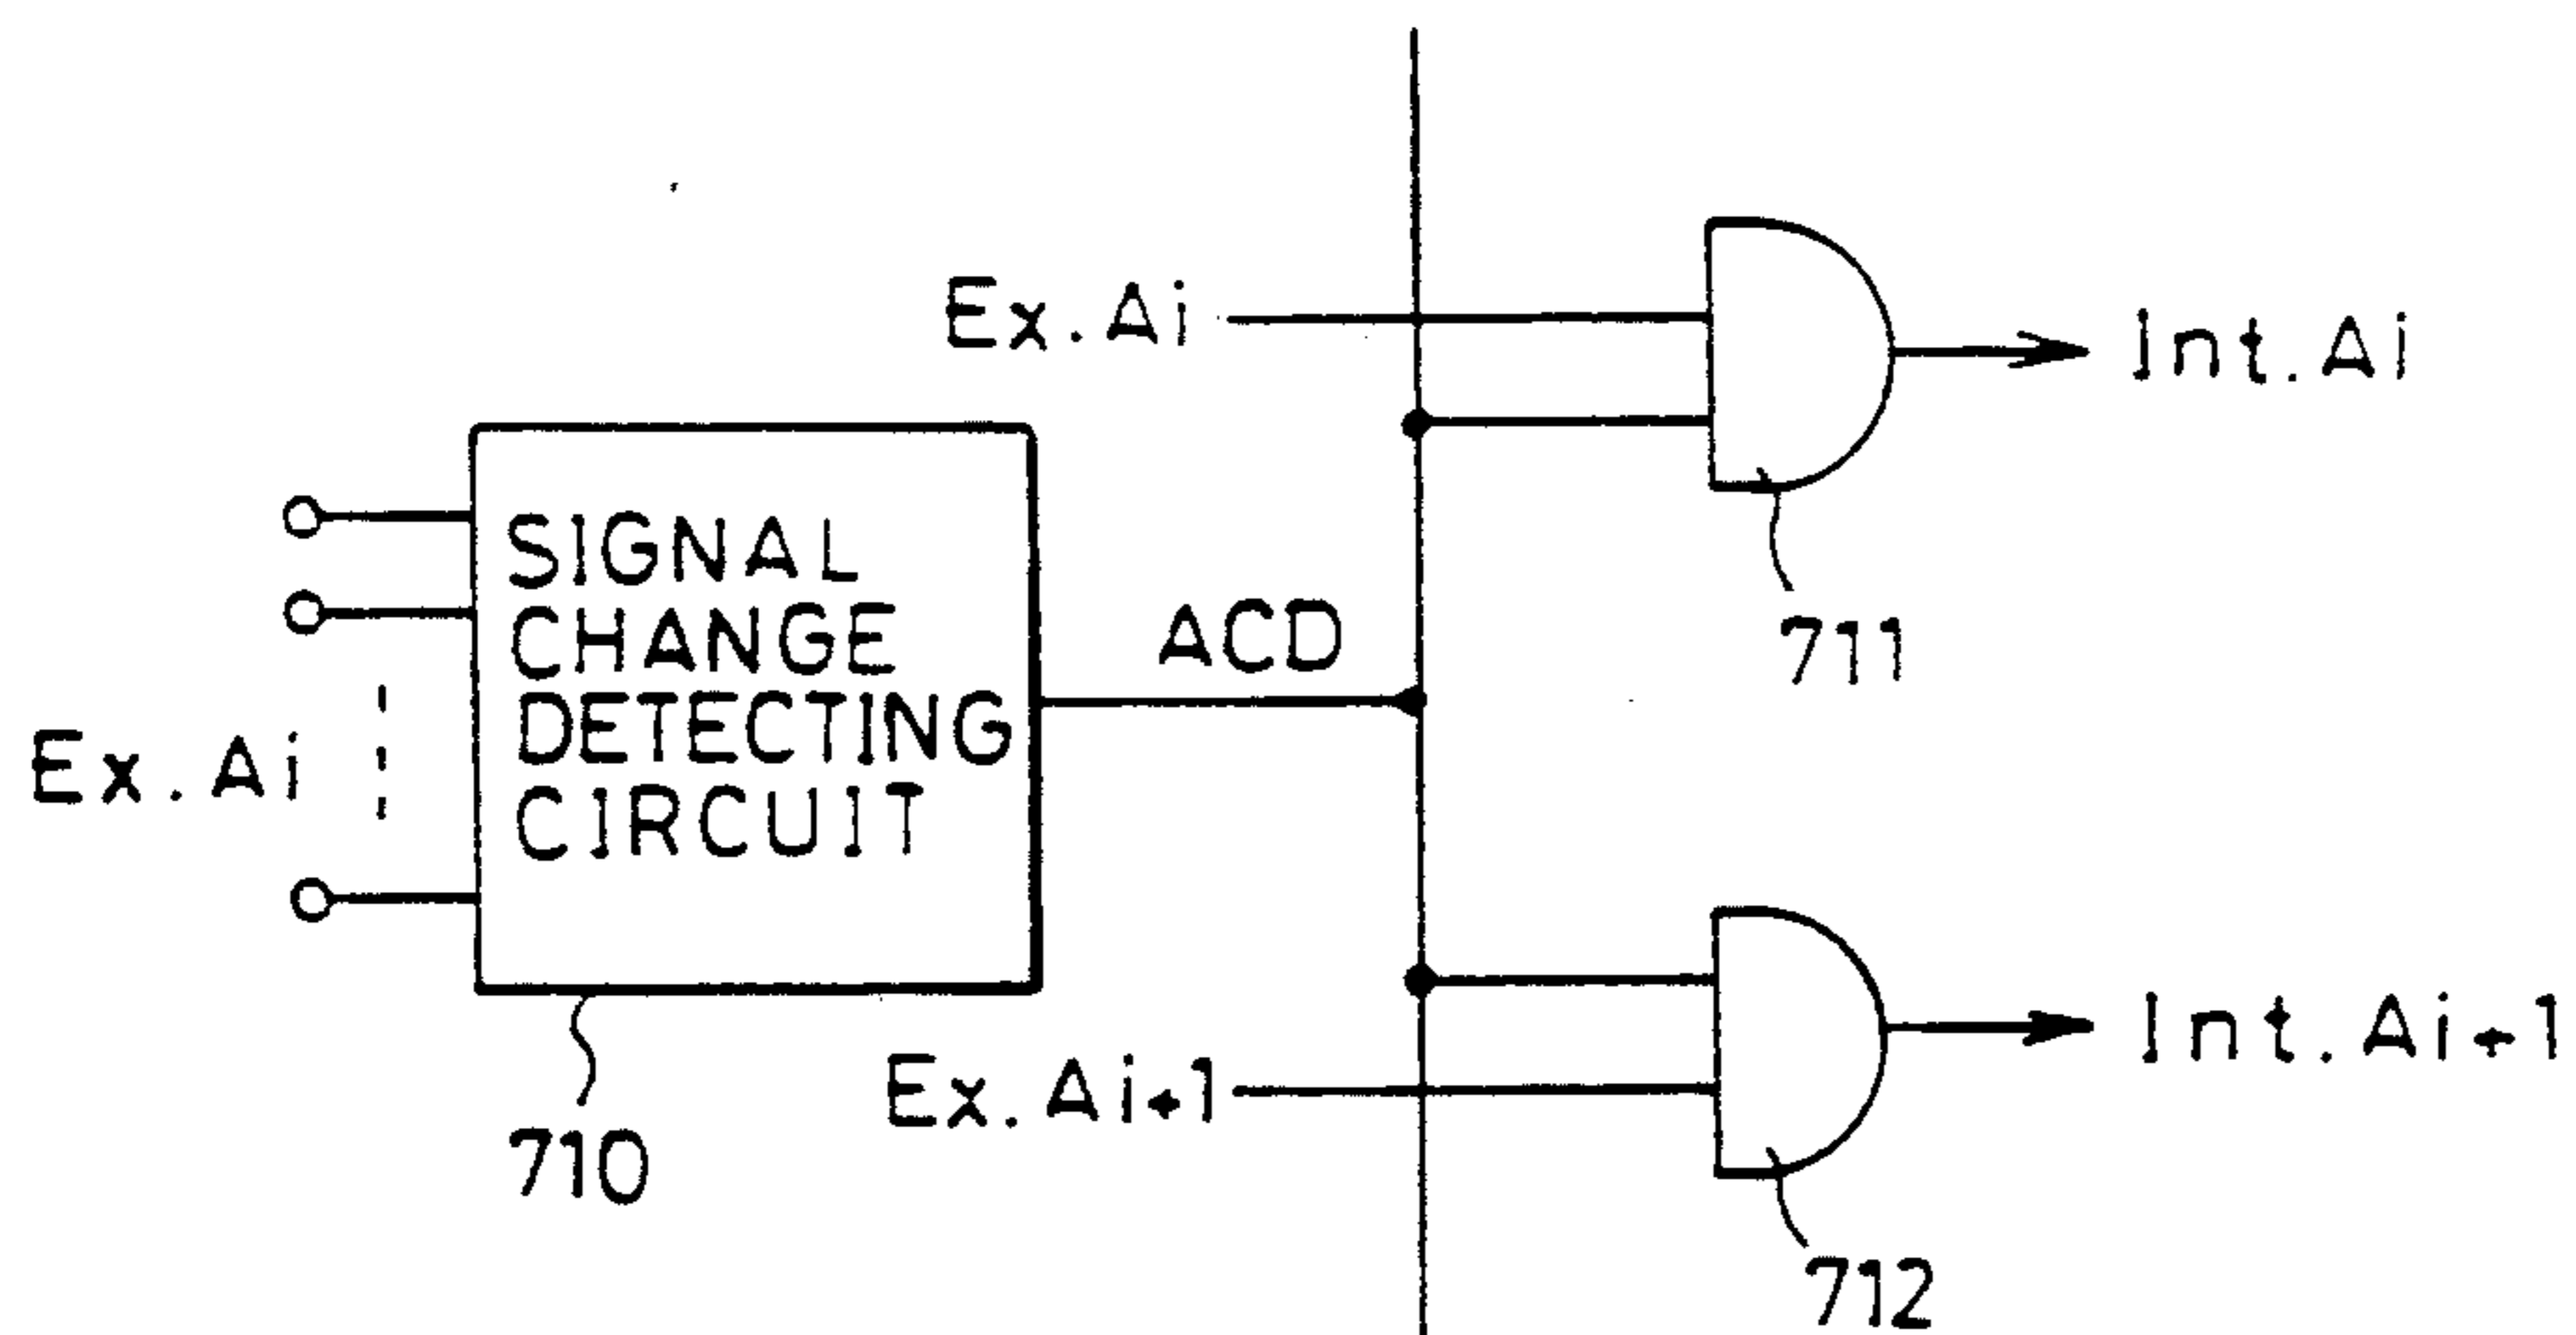 Ex.Ai
Int.Ai
711
SIGNAL
CHANGE
DETECTING
CIRCUIT
ACD
Ex.Ai
710
Ex.Ai+1
Int.Ai+1
712